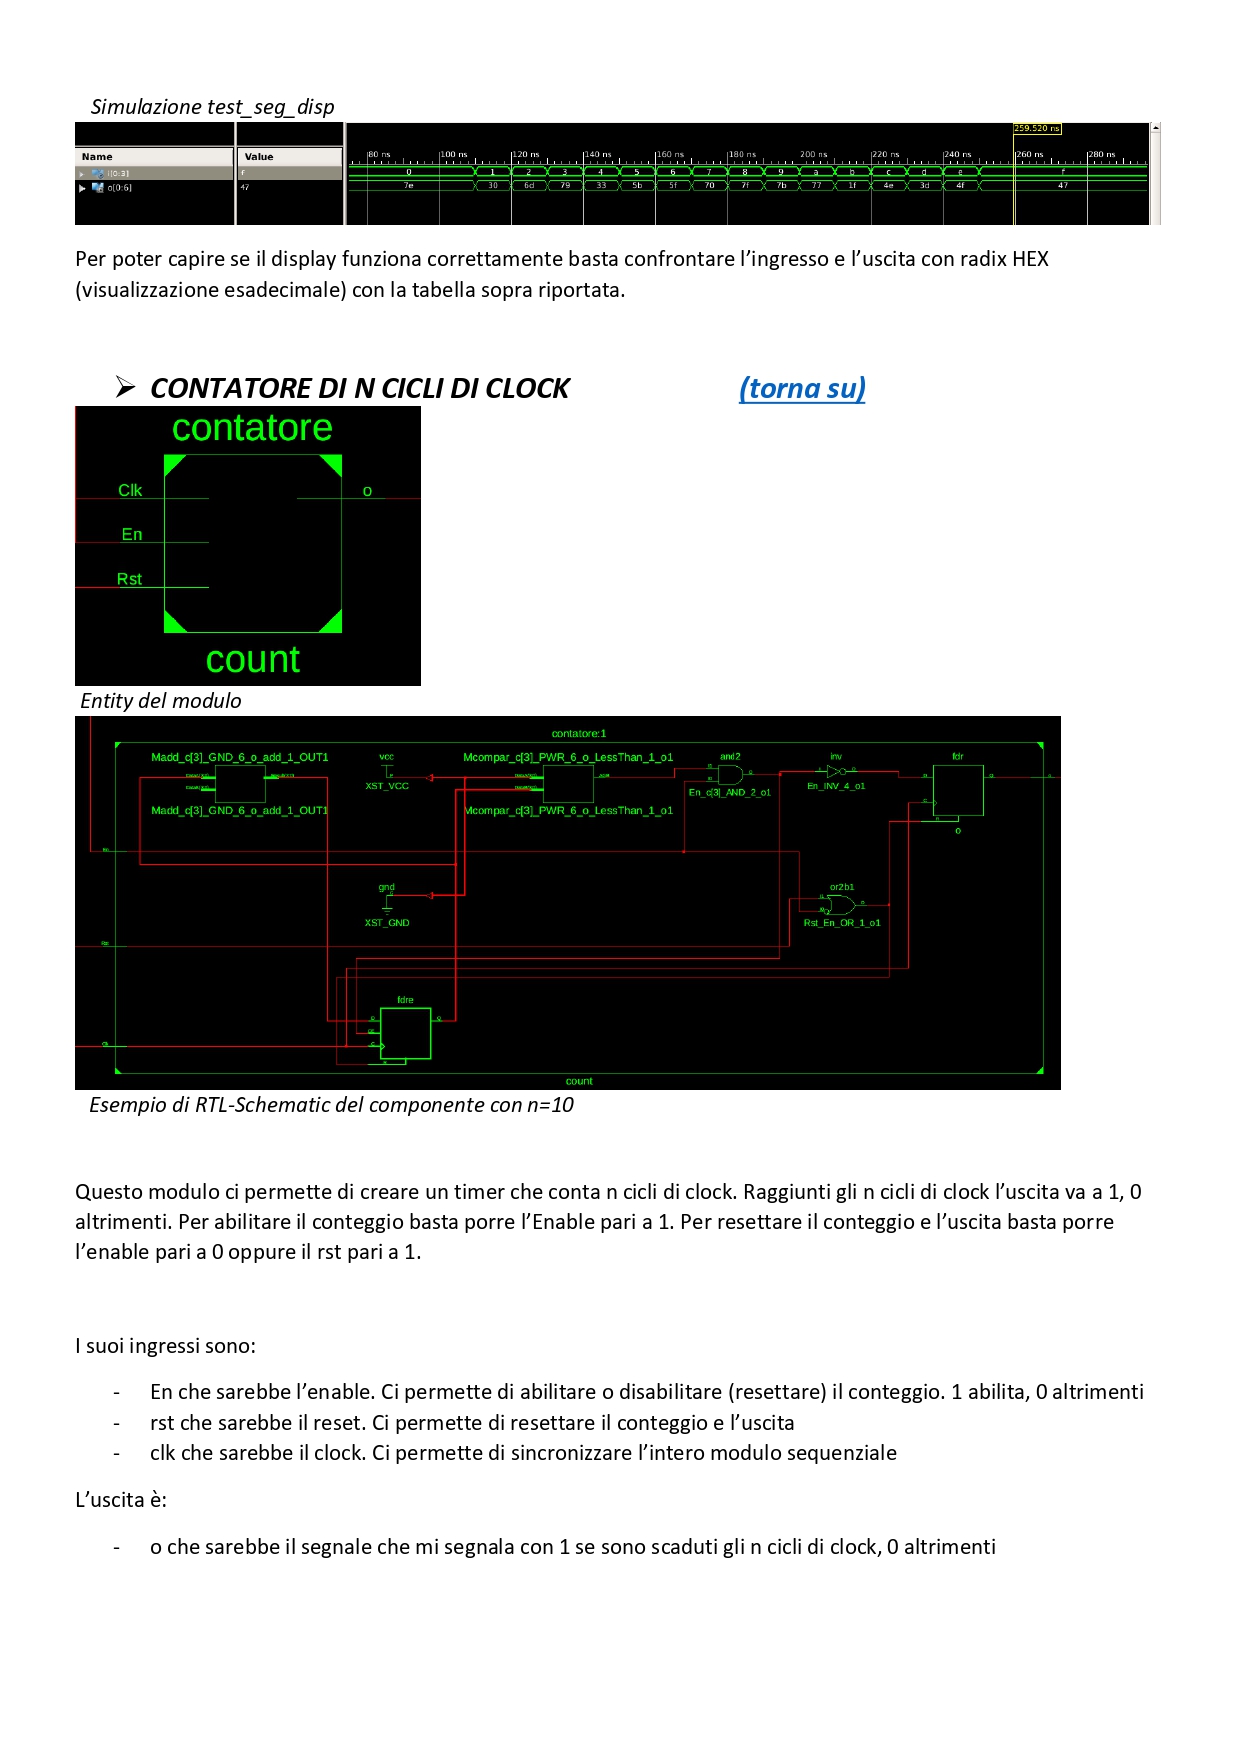 Simulazione test_seg_disp
259.520 ns
Name Value 80 ns 100 ns 120 ns 140 ns 160 ns 180 ns 200 ns 220 ns 240 ns 260 ns 280 ns
i[0:3] f 0 1 2 3 4 5 6 7 8 9 a b c d e f
o[0:6] 47 7e 30 6d 79 33 5b 5f 70 7f 7b 77 1f 4e 3d 4f 47
Per poter capire se il display funziona correttamente basta confrontare l’ingresso e l’uscita con radix HEX
(visualizzazione esadecimale) con la tabella sopra riportata.
➢ CONTATORE DI N CICLI DI CLOCK (torna su)
contatore
Clk o
En
Rst
count
Entity del modulo
contatore:1
Madd_c[3]_GND_6_o_add_1_OUT1 vcc Mcompar_c[3]_PWR_6_o_LessThan_1_o1 and2 inv fdr
XST_VCC En_c[3]_AND_2_o1 En_INV_4_o1
Madd_c[3]_GND_6_o_add_1_OUT1 Mcompar_c[3]_PWR_6_o_LessThan_1_o1
o
En
gnd or2b1
XST_GND Rst_En_OR_1_o1
Rst
fdre
Clk
count
Esempio di RTL-Schematic del componente con n=10
Questo modulo ci permette di creare un timer che conta n cicli di clock. Raggiunti gli n cicli di clock l’uscita va a 1, 0
altrimenti. Per abilitare il conteggio basta porre l’Enable pari a 1. Per resettare il conteggio e l’uscita basta porre
l’enable pari a 0 oppure il rst pari a 1.
I suoi ingressi sono:
- En che sarebbe l’enable. Ci permette di abilitare o disabilitare (resettare) il conteggio. 1 abilita, 0 altrimenti
- rst che sarebbe il reset. Ci permette di resettare il conteggio e l’uscita
- clk che sarebbe il clock. Ci permette di sincronizzare l’intero modulo sequenziale
L’uscita è:
- o che sarebbe il segnale che mi segnala con 1 se sono scaduti gli n cicli di clock, 0 altrimenti